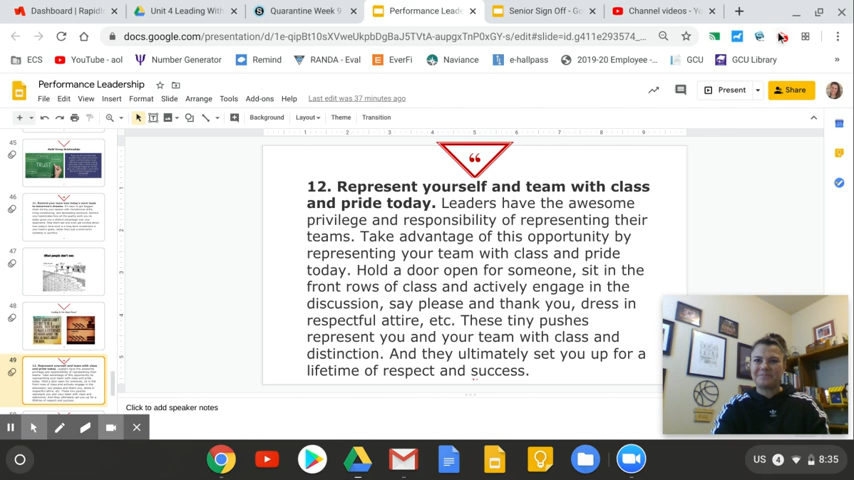 Dashboard | Rapidl
Unit 4 Leading With
Quarantine Week 9
Performance Leade
Senior Sign Off - Go
Channel videos - Yo
docs.google.com/presentation/d/1e-qipBt10sXVweUkpbDgBaJ5TVtA-aupgxTnP0xGY-s/edit#slide=id.g411e293574_...
ECS
YouTube - aol
Number Generator
Remind
RANDA - Eval
EverFi
Naviance
e-hallpass
2019-20 Employee -...
GCU
GCU Library
Performance Leadership
File Edit View Insert Format Slide Arrange Tools Add-ons Help Last edit was 37 minutes ago
Present
Share
Background Layout Theme Transition
45
46
47
What people don't see
48
49
12. Represent yourself and team with class
and pride today. Leaders have the awesome
privilege and responsibility of representing their
teams. Take advantage of this opportunity by
representing your team with class and pride
today. Hold a door open for someone, sit in the
front rows of class and actively engage in the
discussion, say please and thank you, dress in
respectful attire, etc. These tiny pushes
represent you and your team with class and
distinction. And they ultimately set you up for a
lifetime of respect and success.
Click to add speaker notes
US 4 8:35